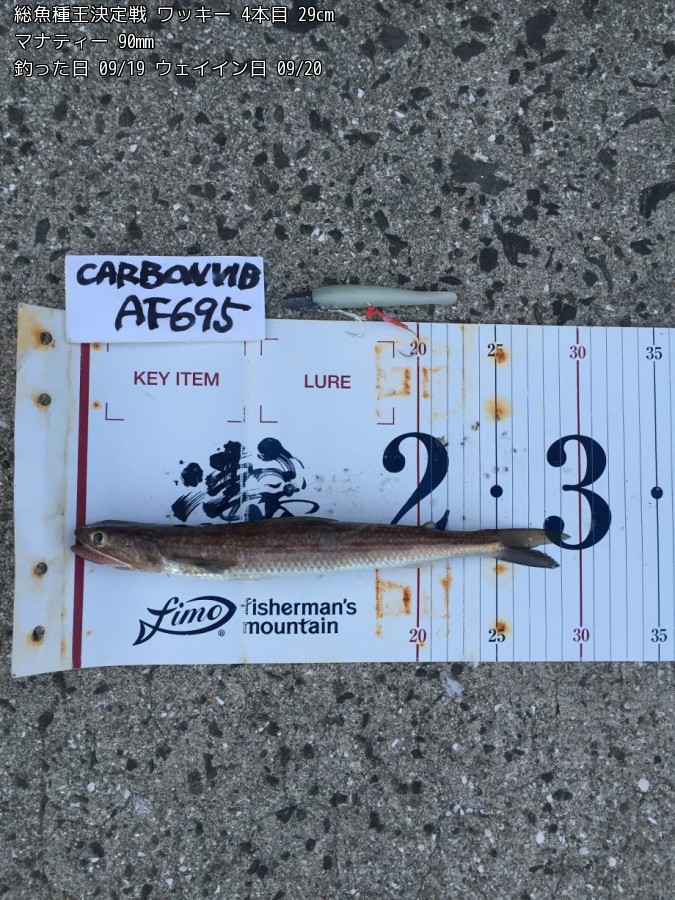 総魚種王決定戦 ワッキー 4本目 29cm
マナティー 90mm
釣った日 09/19 ウェイイン日 09/20
CARBONVIB
AF695
20 25 30 35
KEY ITEM LURE
2 3
Limo ® Fisherman's
mountain
20 25 30 35